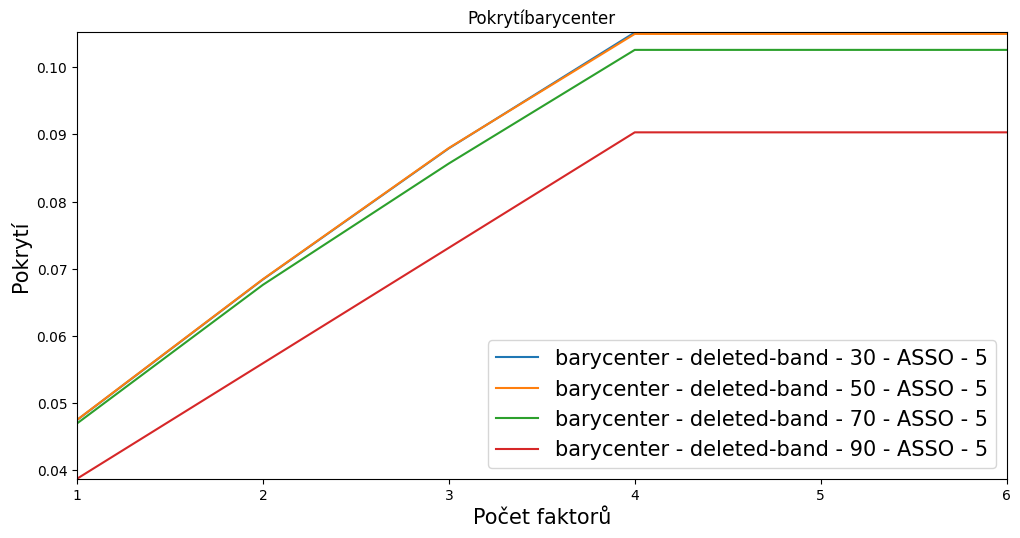 Pokrytíbarycenter
0.10
0.09
0.08
0.07
0.06
0.05
0.04
Pokrytí
barycenter - deleted-band - 30 - ASSO - 5
barycenter - deleted-band - 50 - ASSO - 5
barycenter - deleted-band - 70 - ASSO - 5
barycenter - deleted-band - 90 - ASSO - 5
1 2 3 4 5 6
Počet faktorů